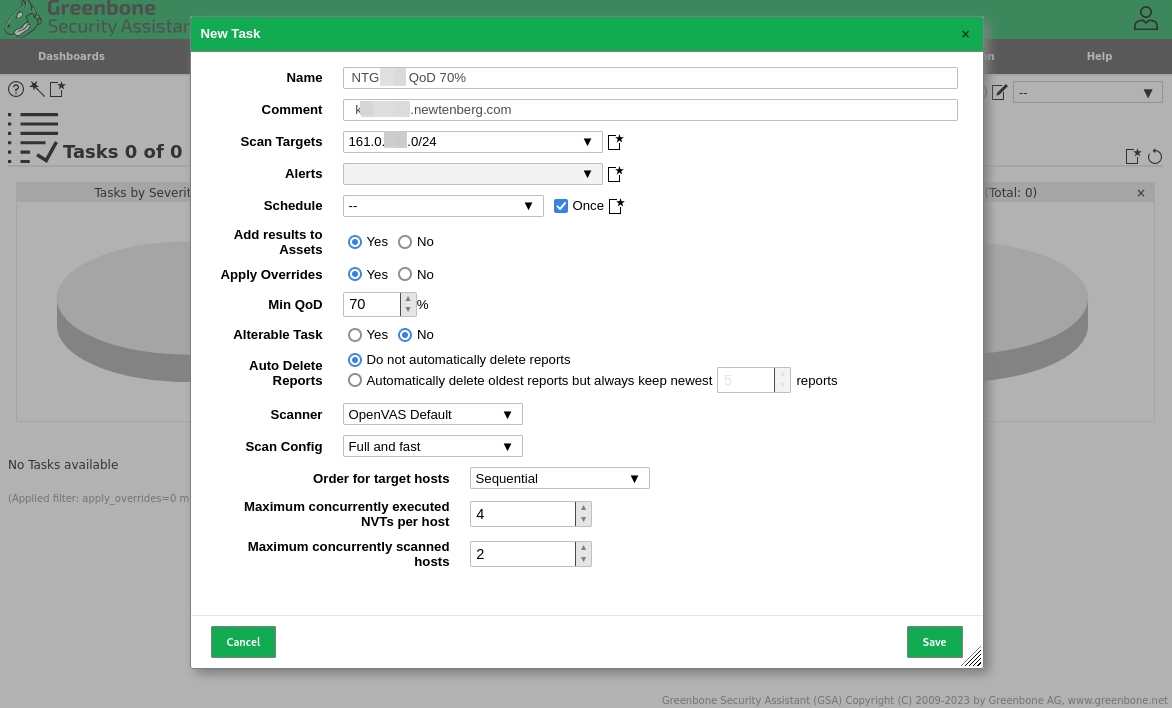 Greenbone
Security Assistant
New Task
×
Dashboards
Help
Name
NTG QoD 70%
Comment
k .newtenberg.com
--
Scan Targets
161.0. .0/24
Tasks 0 of 0
Alerts
Schedule
--
Once
Tasks by Severit
(Total: 0)
×
Add results to
Assets
Yes
No
Apply Overrides
Yes
No
Min QoD
70
%
Alterable Task
Yes
No
Auto Delete
Reports
Do not automatically delete reports
Automatically delete oldest reports but always keep newest
5
reports
Scanner
OpenVAS Default
Scan Config
Full and fast
No Tasks available
Order for target hosts
Sequential
(Applied filter: apply_overrides=0 m
Maximum concurrently executed
NVTs per host
4
Maximum concurrently scanned
hosts
2
Cancel
Save
Greenbone Security Assistant (GSA) Copyright (C) 2009-2023 by Greenbone AG, www.greenbone.net